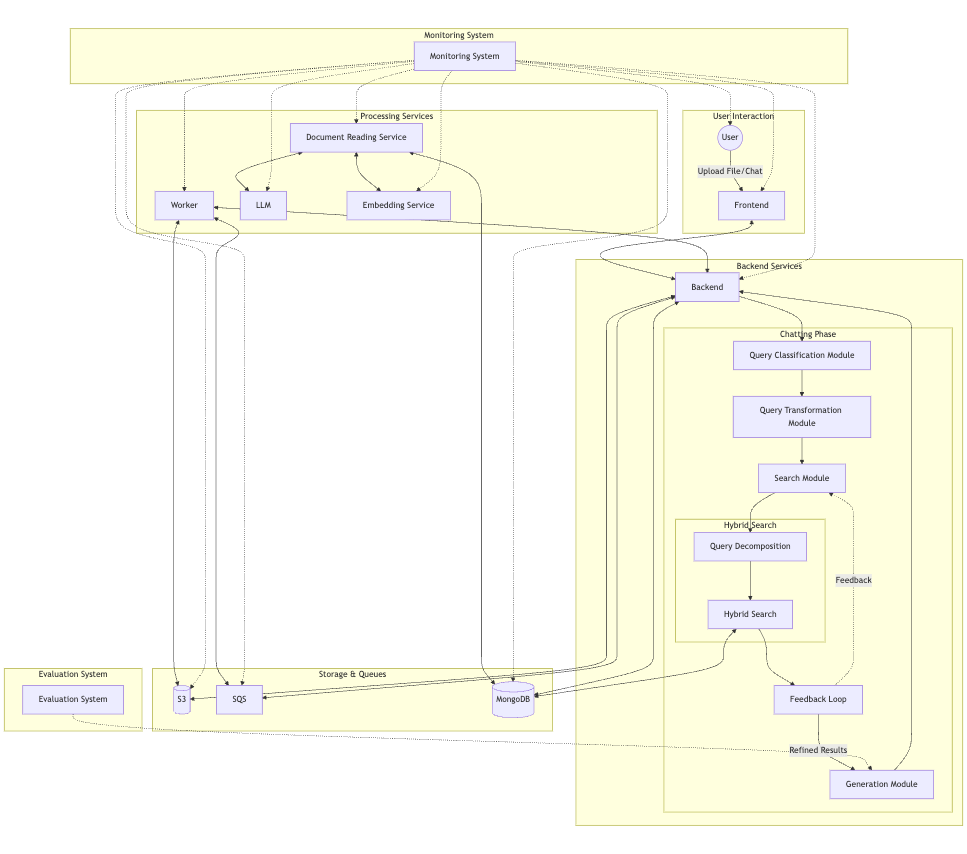 Monitoring System
Monitoring System
Processing Services
User Interaction
Document Reading Service
User
Upload File/Chat
Worker
LLM
Embedding Service
Frontend
Backend Services
Backend
Chatting Phase
Query Classification Module
Query Transformation
Module
Search Module
Hybrid Search
Query Decomposition
Feedback
Hybrid Search
Evaluation System
Storage & Queues
Evaluation System
S3
SQS
MongoDB
Feedback Loop
Refined Results
Generation Module